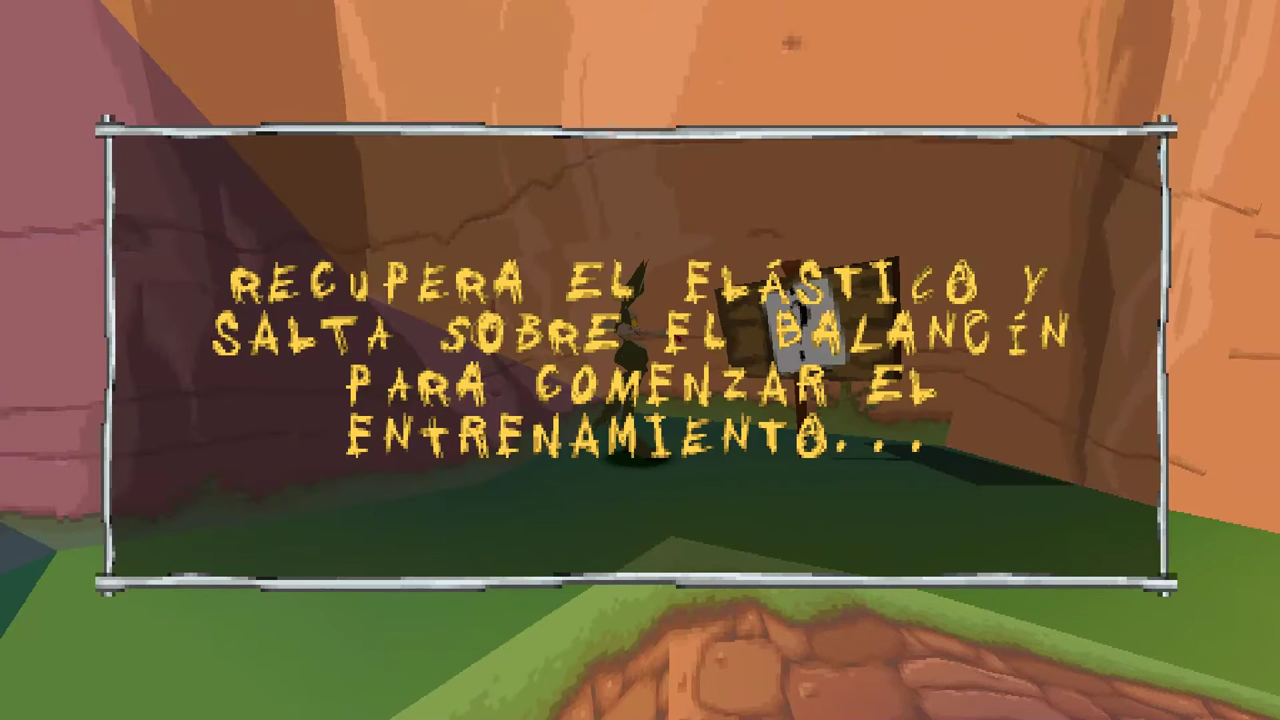 RECUPERA EL ELÁSTICO Y
SALTA SOBRE EL BALANCÍN
PARA COMENZAR EL
ENTRENAMIENTO...